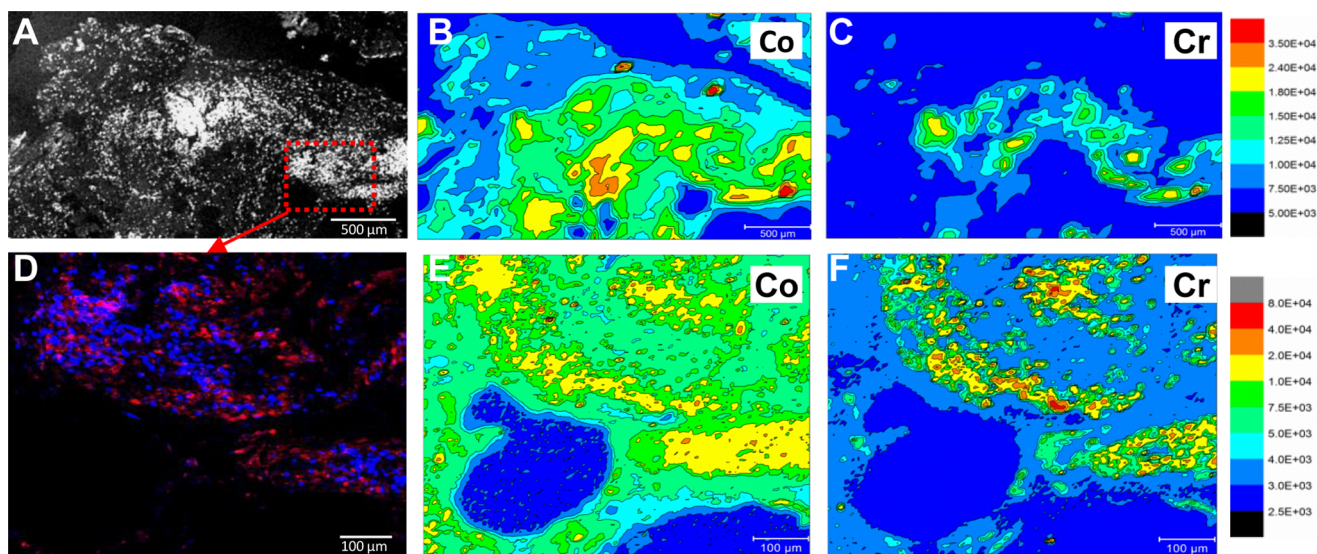 A
500 µm
B
Co
500 µm
C
Cr
500 µm
3.50E+04
2.40E+04
1.80E+04
1.50E+04
1.25E+04
1.00E+04
7.50E+03
5.00E+03
D
100 µm
E
Co
100 µm
F
Cr
100 µm
8.0E+04
4.0E+04
2.0E+04
1.0E+04
7.5E+03
5.0E+03
4.0E+03
3.0E+03
2.5E+03